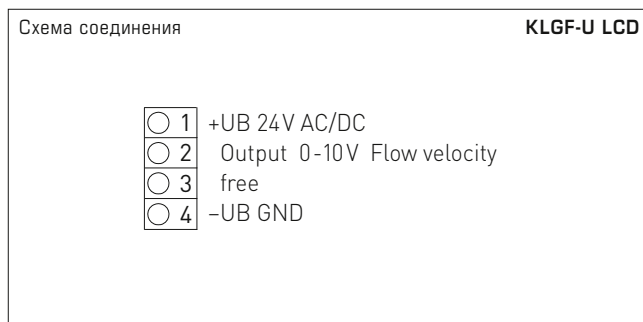 Схема соединения KLGF-U LCD
1 +UB 24V AC/DC
2 Output 0-10V Flow velocity
3 free
4 –UB GND